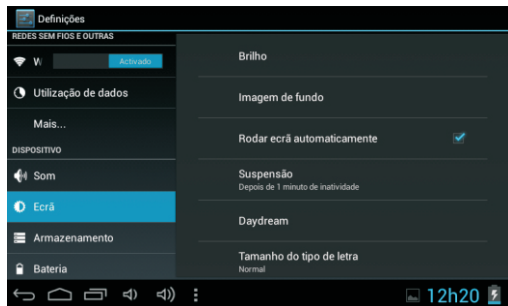 Definições
REDES SEM FIOS E OUTRAS
W
Activado
Utilização de dados
Mais...
DISPOSITIVO
Som
Ecrã
Armazenamento
Bateria
Brilho
Imagem de fundo
Rodar ecrã automaticamente
Suspensão
Depois de 1 minuto de inatividade
Daydream
Tamanho do tipo de letra
Normal
12h20